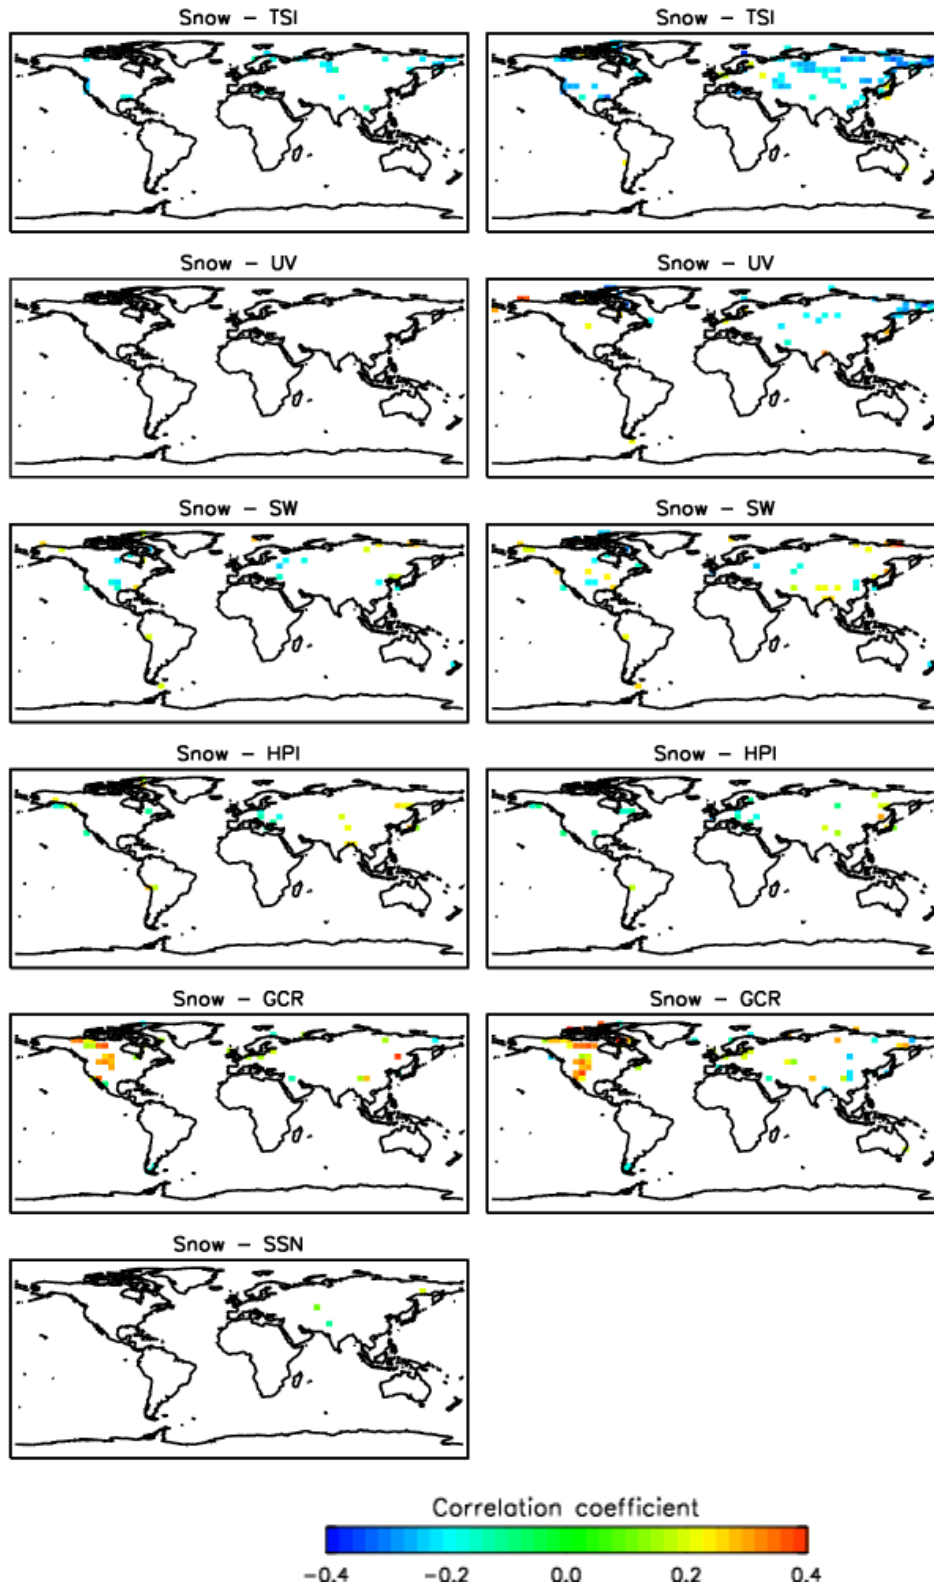 Snow – TSI
Snow – TSI
Snow – UV
Snow – UV
Snow – SW
Snow – SW
Snow – HPI
Snow – HPI
Snow – GCR
Snow – GCR
Snow – SSN
Correlation coefficient
−0.4 −0.2 0.0 0.2 0.4